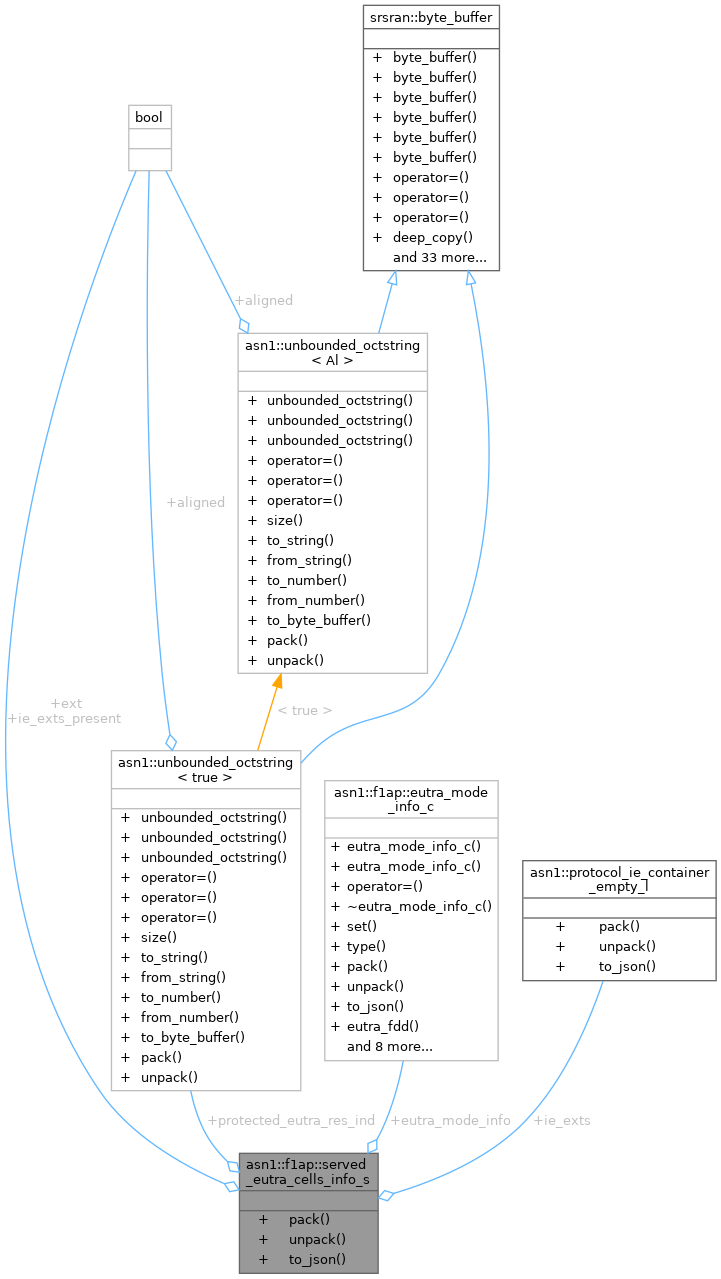 srsran::byte_buffer
+ byte_buffer()
+ byte_buffer()
+ byte_buffer()
+ byte_buffer()
+ byte_buffer()
+ byte_buffer()
+ operator=()
+ operator=()
+ operator=()
+ deep_copy()
and 33 more...
bool
+aligned
asn1::unbounded_octstring
< Al >
+ unbounded_octstring()
+ unbounded_octstring()
+ unbounded_octstring()
+ operator=()
+ operator=()
+ operator=()
+ size()
+ to_string()
+ from_string()
+ to_number()
+ from_number()
+ to_byte_buffer()
+ pack()
+ unpack()
+aligned
+ext
+ie_exts_present
< true >
asn1::unbounded_octstring
< true >
+ unbounded_octstring()
+ unbounded_octstring()
+ unbounded_octstring()
+ operator=()
+ operator=()
+ operator=()
+ size()
+ to_string()
+ from_string()
+ to_number()
+ from_number()
+ to_byte_buffer()
+ pack()
+ unpack()
asn1::f1ap::eutra_mode
_info_c
+ eutra_mode_info_c()
+ eutra_mode_info_c()
+ operator=()
+ ~eutra_mode_info_c()
+ set()
+ type()
+ pack()
+ unpack()
+ to_json()
+ eutra_fdd()
and 8 more...
asn1::protocol_ie_container
_empty_l
+ pack()
+ unpack()
+ to_json()
+protected_eutra_res_ind
+eutra_mode_info
+ie_exts
asn1::f1ap::served
_eutra_cells_info_s
+ pack()
+ unpack()
+ to_json()